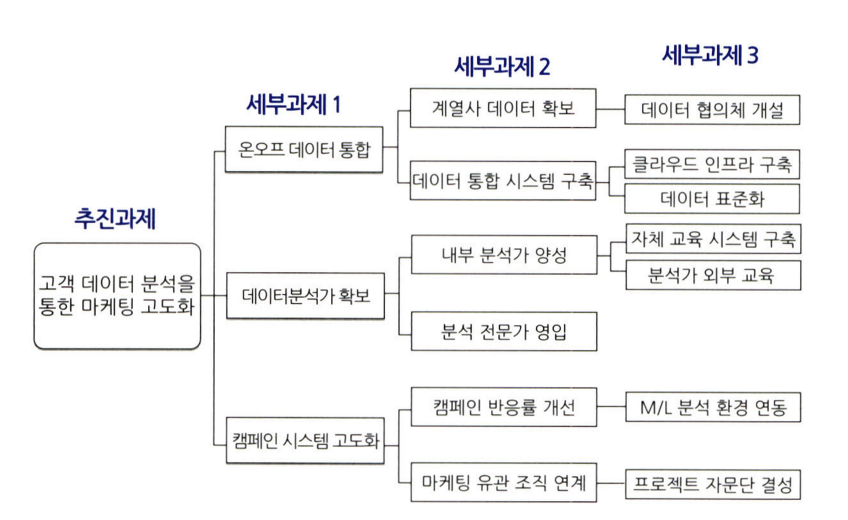 세부과제 3
세부과제 2
세부과제 1
계열사 데이터 확보
데이터 협의체 개설
온오프 데이터 통합
클라우드 인프라 구축
데이터 통합 시스템 구축
데이터 표준화
추진과제
자체 교육 시스템 구축
내부 분석가 양성
분석가 외부 교육
고객 데이터 분석을
통한 마케팅 고도화
데이터분석가 확보
분석 전문가 영입
캠페인 반응률 개선
M/L 분석 환경 연동
캠페인 시스템 고도화
마케팅 유관 조직 연계
프로젝트 자문단 결성